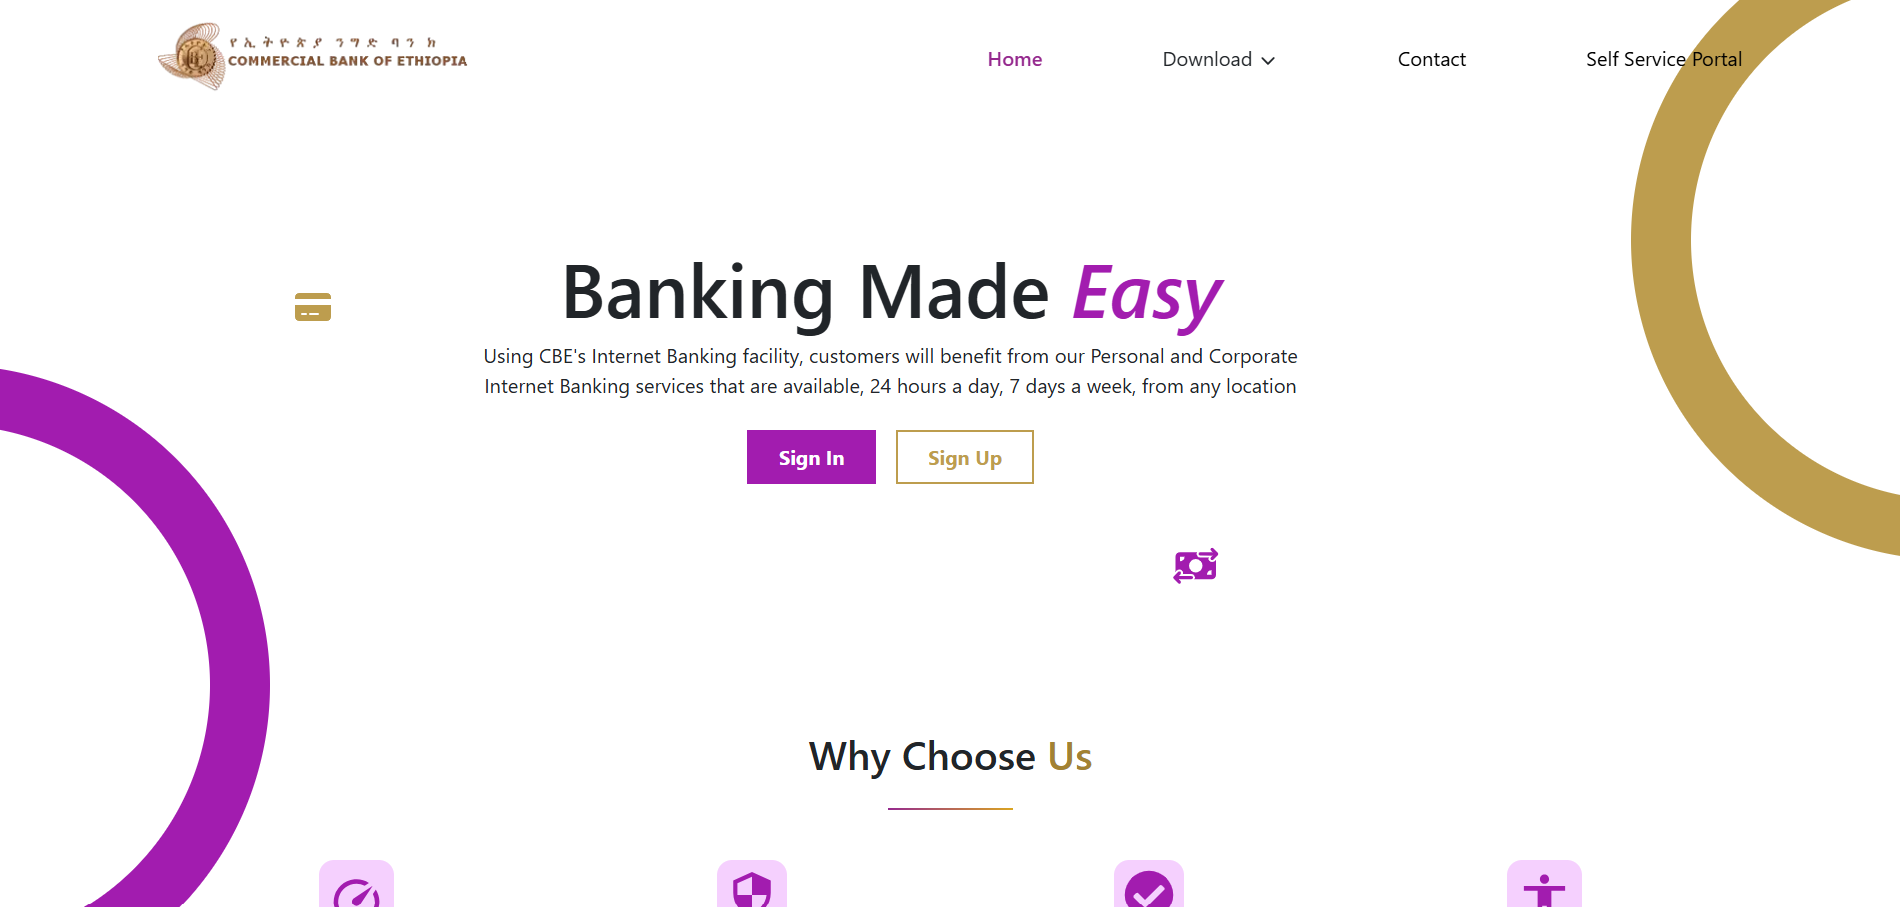 የኢትዮጵያ ንግድ ባንክ
COMMERCIAL BANK OF ETHIOPIA
Home
Download
Contact
Self Service Portal
Banking Made Easy
Using CBE's Internet Banking facility, customers will benefit from our Personal and Corporate
Internet Banking services that are available, 24 hours a day, 7 days a week, from any location
Sign In
Sign Up
Why Choose Us